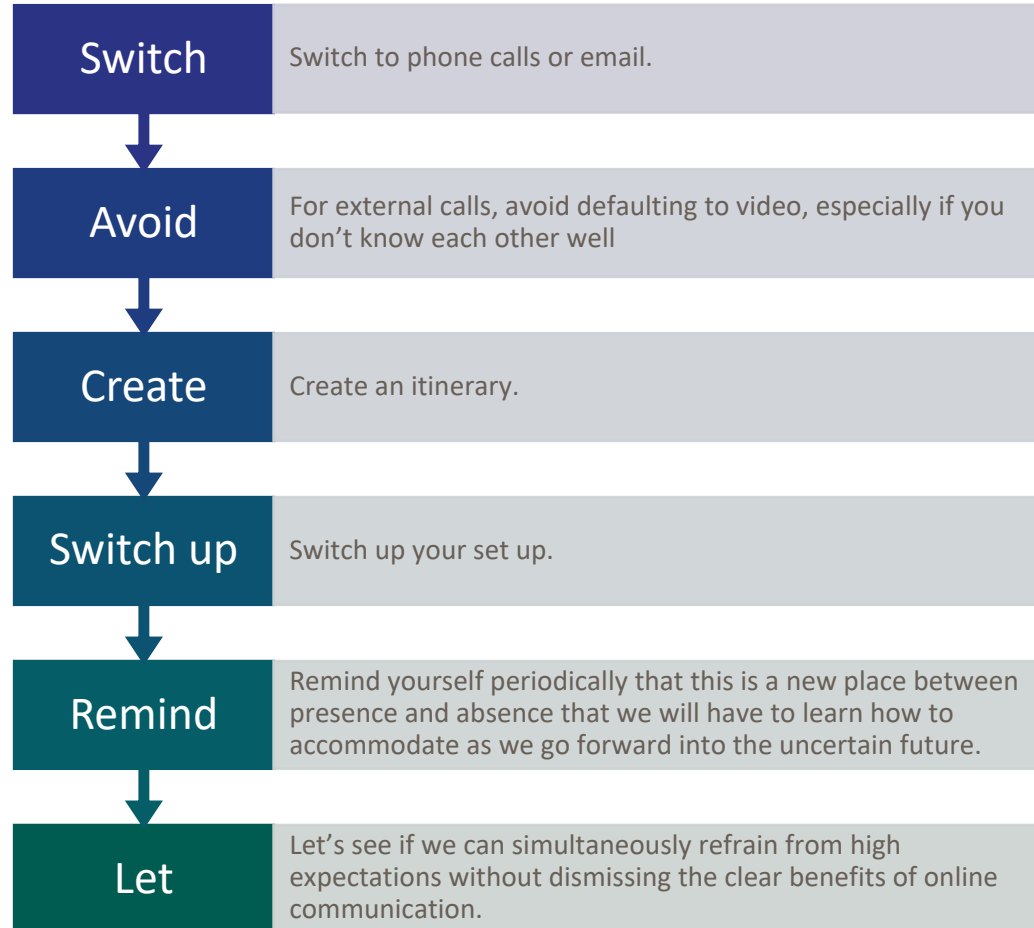 Switch
Switch to phone calls or email.
Avoid
For external calls, avoid defaulting to video, especially if you
don’t know each other well
Create
Create an itinerary.
Switch up
Switch up your set up.
Remind
Remind yourself periodically that this is a new place between
presence and absence that we will have to learn how to
accommodate as we go forward into the uncertain future.
Let
Let’s see if we can simultaneously refrain from high
expectations without dismissing the clear benefits of online
communication.